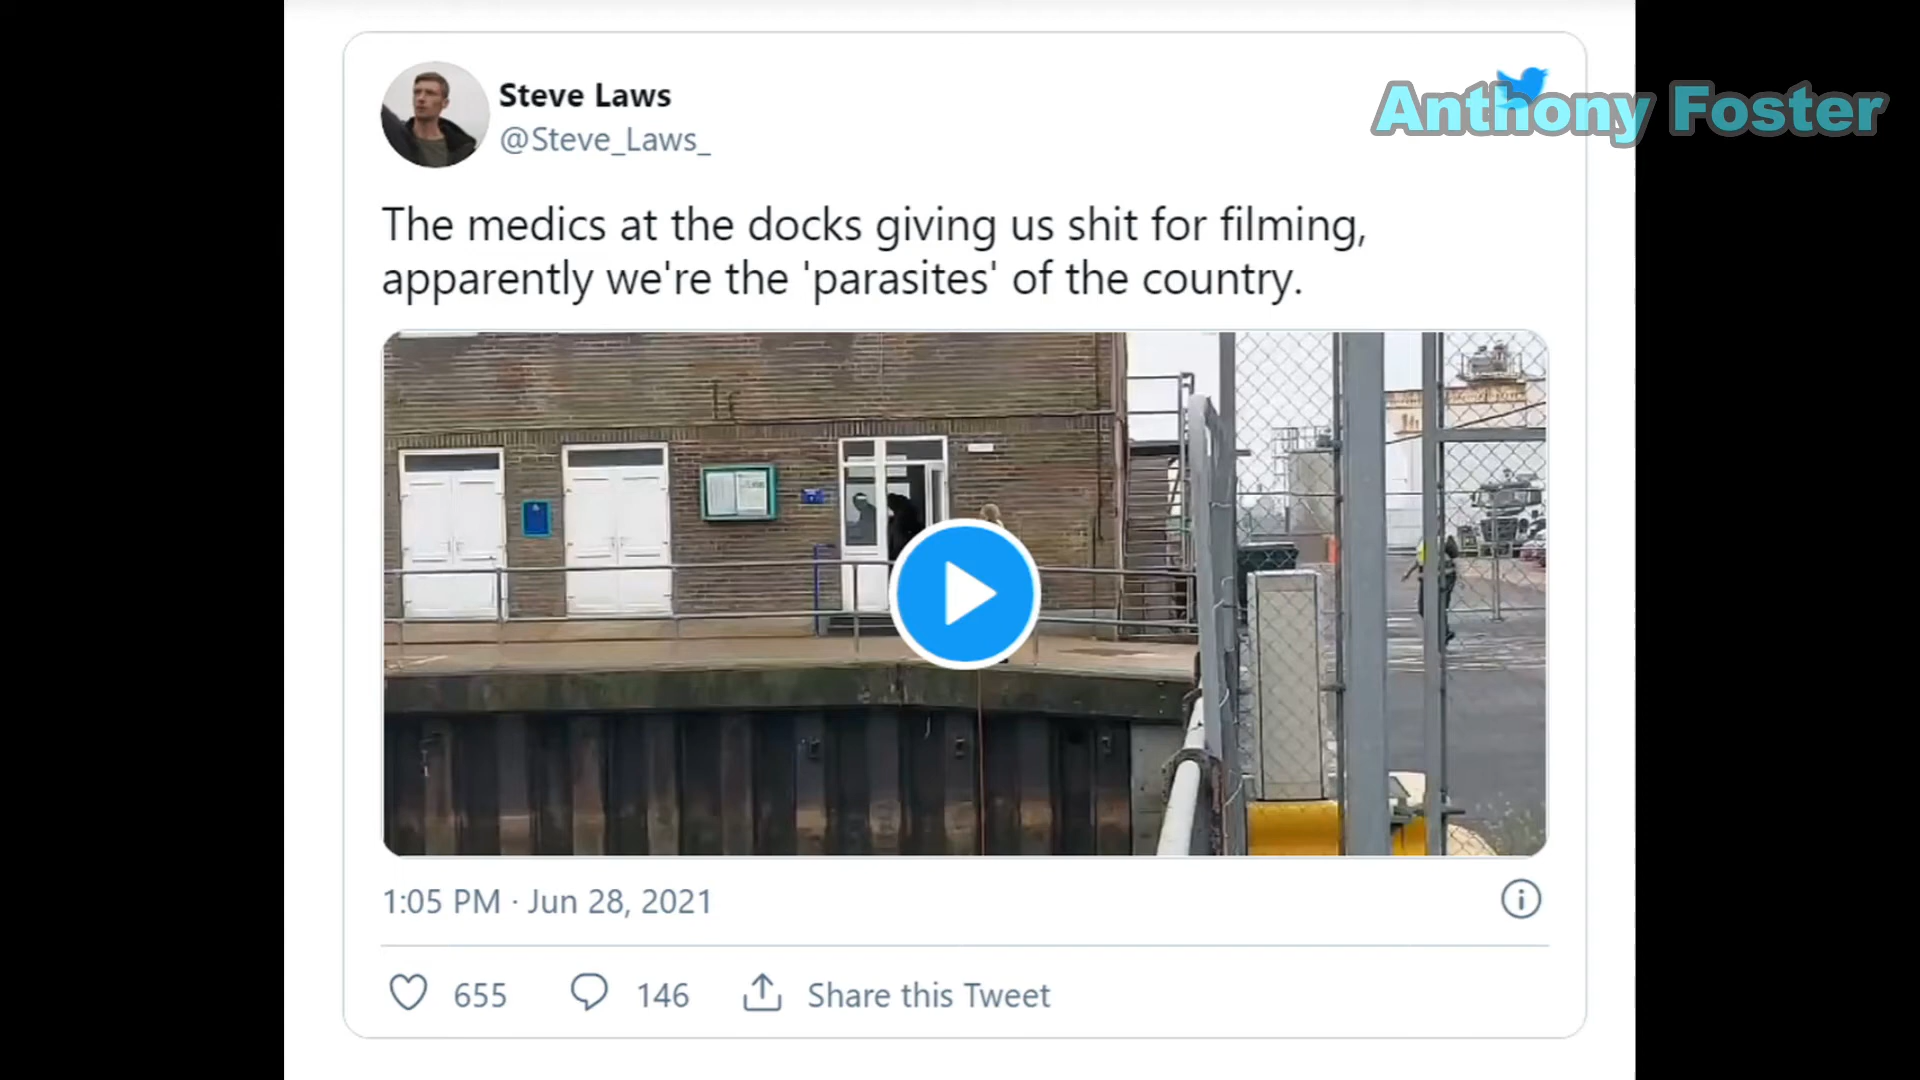 Steve Laws
@Steve_Laws_
Anthony Foster
The medics at the docks giving us shit for filming,
apparently we're the 'parasites' of the country.
1:05 PM · Jun 28, 2021
655
146
Share this Tweet